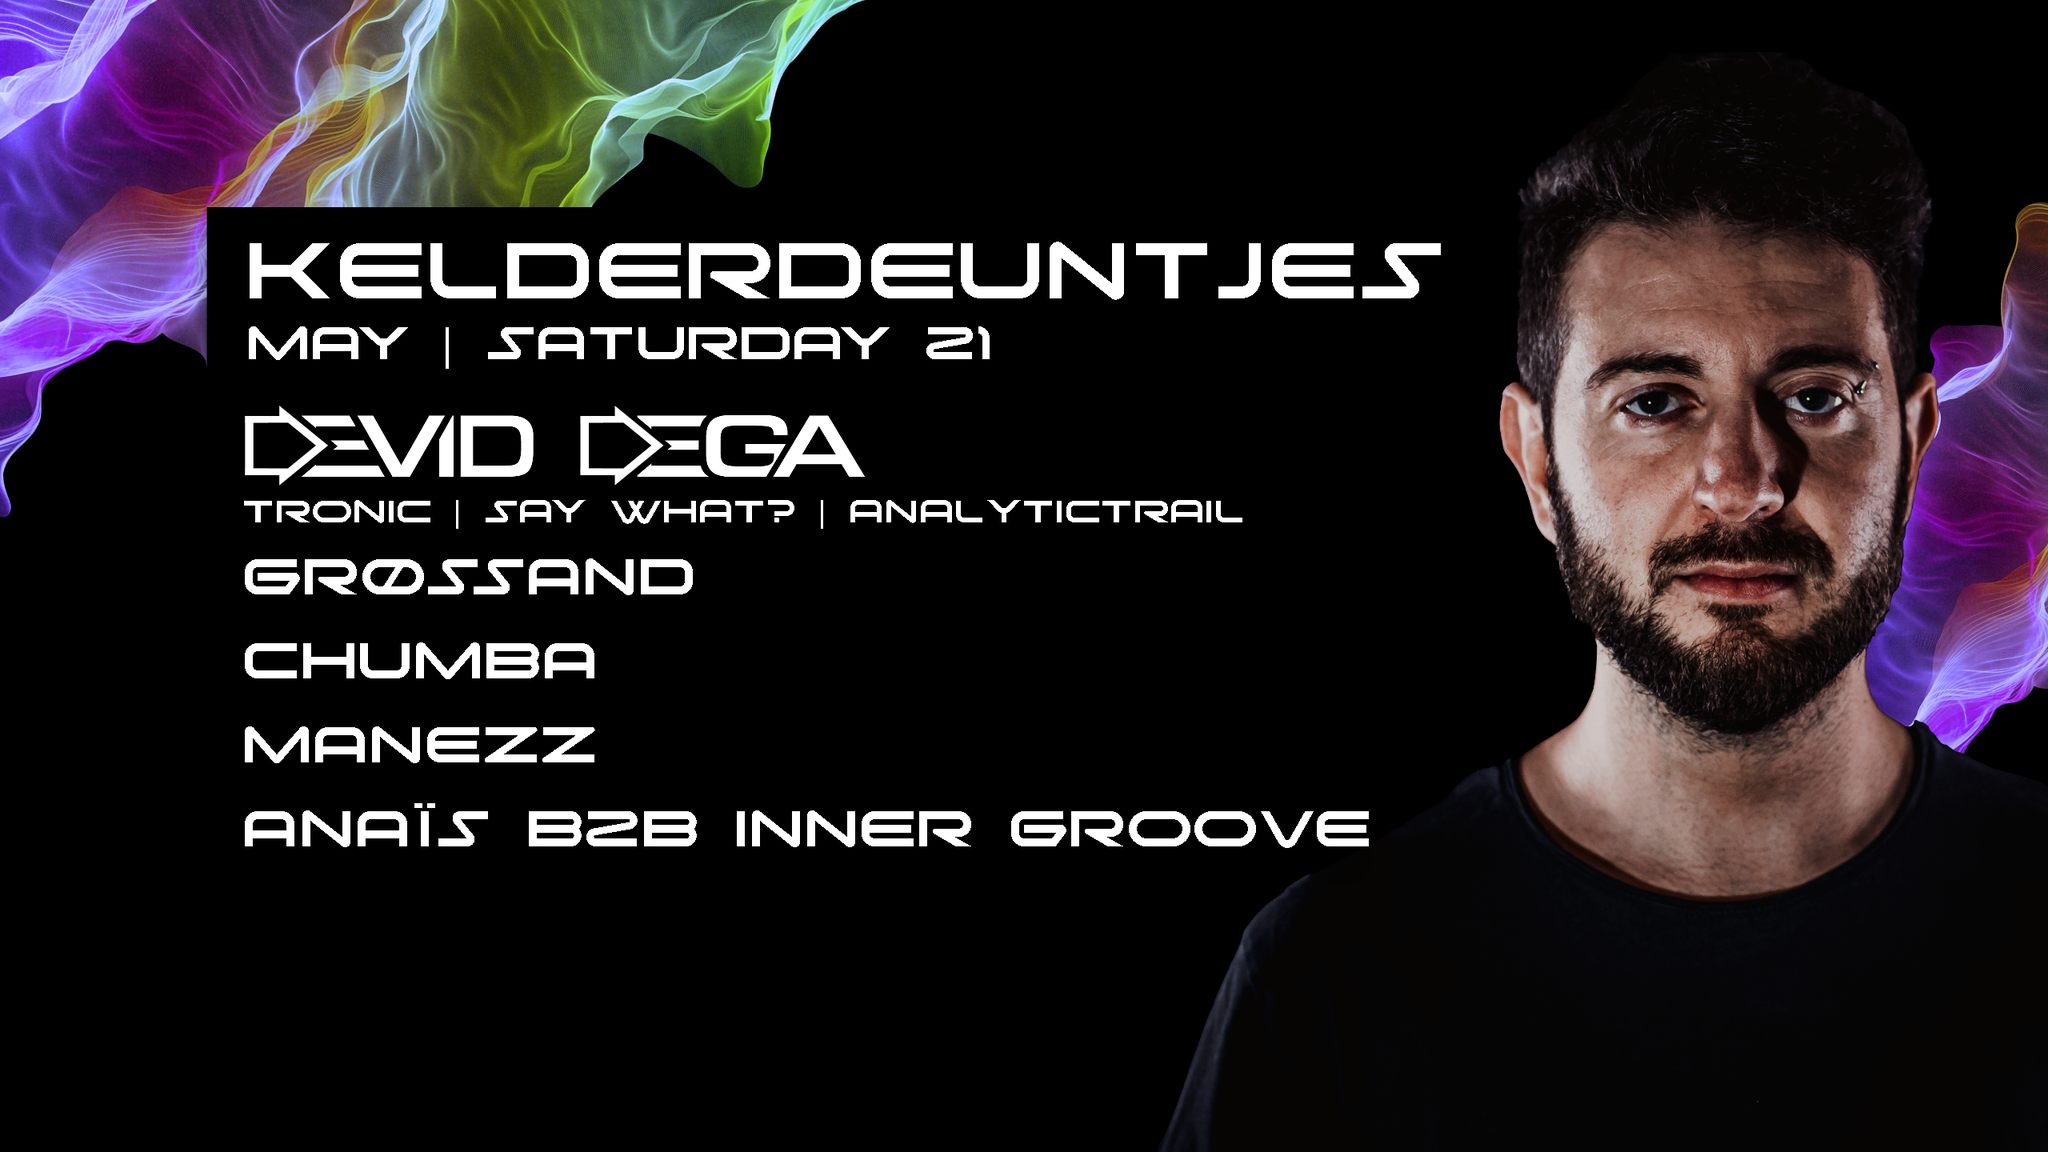 KELDERDEUNTJES
MAY | SATURDAY 21
DEVID DEGA
TRONIC | SAY WHAT? | ANALYTICTRAIL
GRØSSAND
CHUMBA
MANEZZ
ANAÏS B2B INNER GROOVE